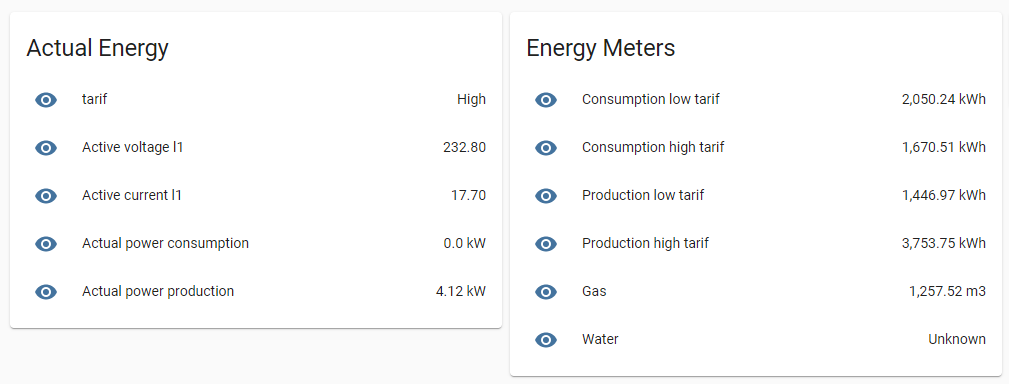 Actual Energy
tarif High
Active voltage l1 232.80
Active current l1 17.70
Actual power consumption 0.0 kW
Actual power production 4.12 kW
Energy Meters
Consumption low tarif 2,050.24 kWh
Consumption high tarif 1,670.51 kWh
Production low tarif 1,446.97 kWh
Production high tarif 3,753.75 kWh
Gas 1,257.52 m3
Water Unknown